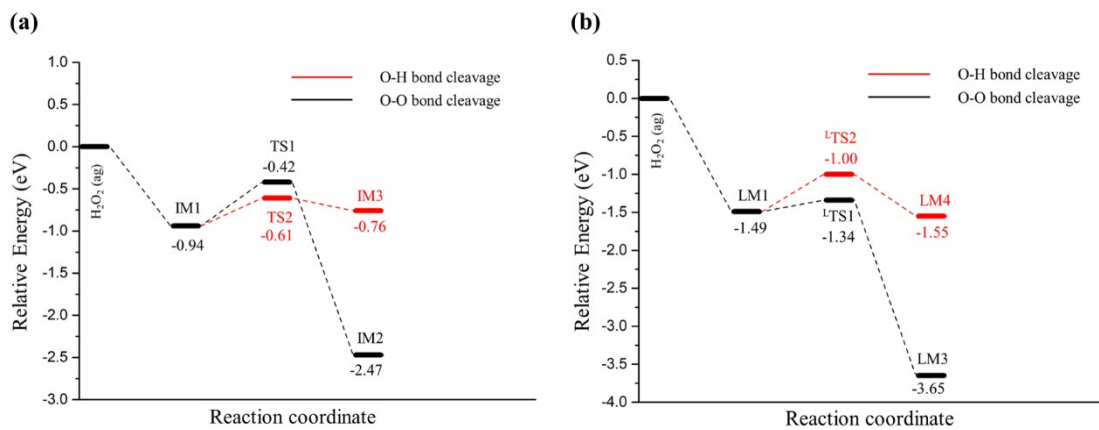 (a)
1.0
0.5
0.0
-0.5
-1.0
-1.5
-2.0
-2.5
-3.0
Relative Energy (eV)
Reaction coordinate
O-H bond cleavage
O-O bond cleavage
H₂O₂ (ag)
IM1
-0.94
TS1
-0.42
TS2
-0.61
IM3
-0.76
IM2
-2.47
(b)
0.5
0.0
-0.5
-1.0
-1.5
-2.0
-2.5
-3.0
-3.5
-4.0
Relative Energy (eV)
Reaction coordinate
O-H bond cleavage
O-O bond cleavage
H₂O₂ (ag)
LM1
-1.49
ᴸTS2
-1.00
ᴸTS1
-1.34
LM4
-1.55
LM3
-3.65